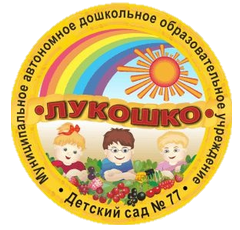 Муниципальное автономное дошкольное образовательное учреждение
• ЛУКОШКО •
• Детский сад № 77 •